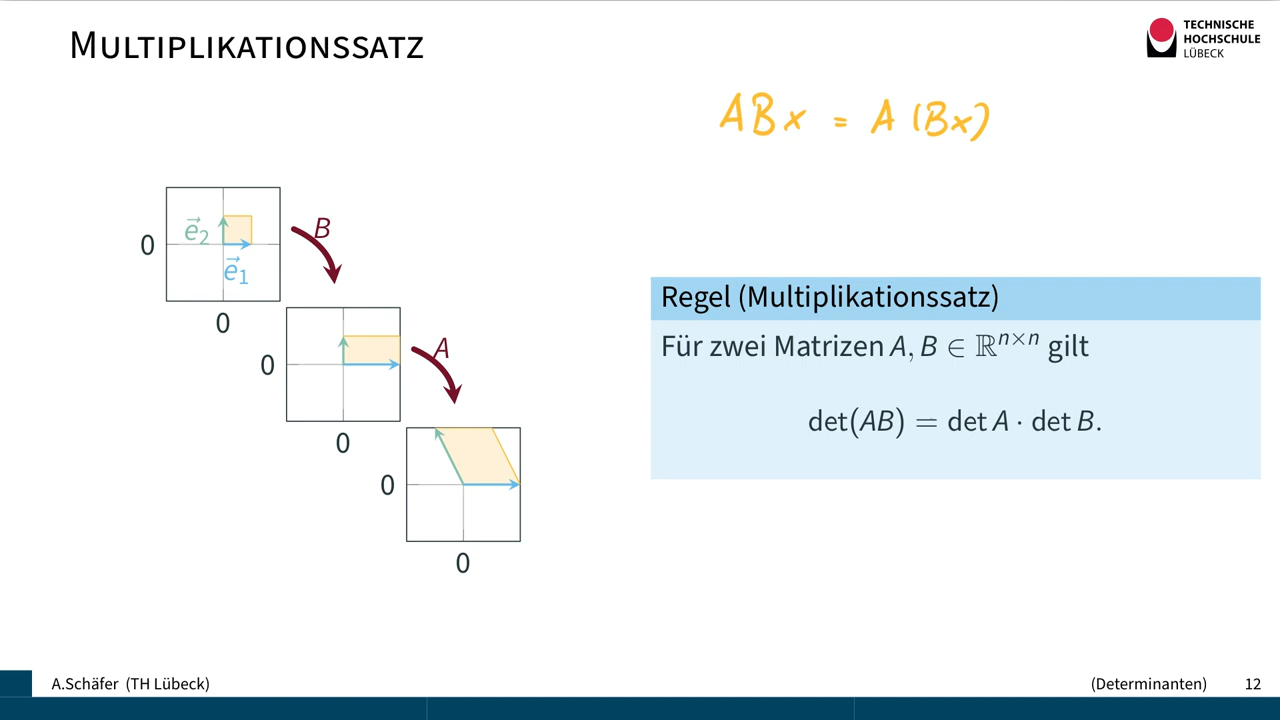 MULTIPLIKATIONSSATZ
TECHNISCHE
HOCHSCHULE
LÜBECK
ABx = A (Bx)
0
e⃗₂
e⃗₁
0
B
0
0
A
0
0
Regel (Multiplikationssatz)
Für zwei Matrizen A, B ∈ ℝⁿˣⁿ gilt
det(AB) = det A · det B.
A.Schäfer (TH Lübeck)
(Determinanten)
12